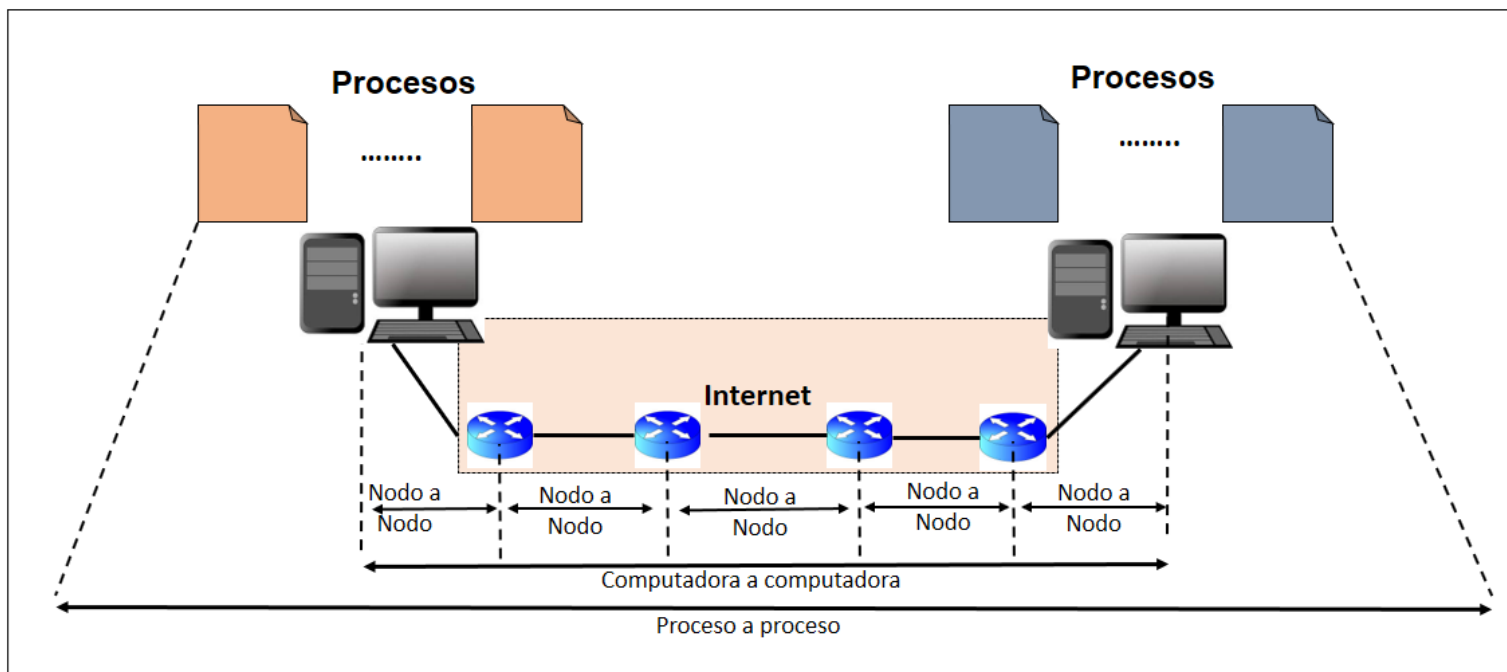 Procesos
Procesos
........
........
Internet
Nodo a
Nodo
Nodo a
Nodo
Nodo a
Nodo
Nodo a
Nodo
Nodo a
Nodo
Computadora a computadora
Proceso a proceso